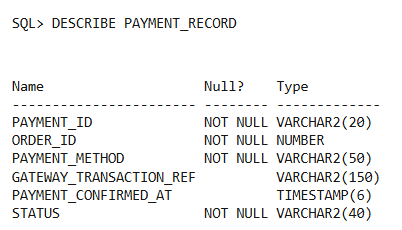 SQL> DESCRIBE PAYMENT_RECORD
Name                    Null?    Type
----------------------- -------- -------------
PAYMENT_ID              NOT NULL VARCHAR2(20)
ORDER_ID                NOT NULL NUMBER
PAYMENT_METHOD          NOT NULL VARCHAR2(50)
GATEWAY_TRANSACTION_REF          VARCHAR2(150)
PAYMENT_CONFIRMED_AT             TIMESTAMP(6)
STATUS                  NOT NULL VARCHAR2(40)